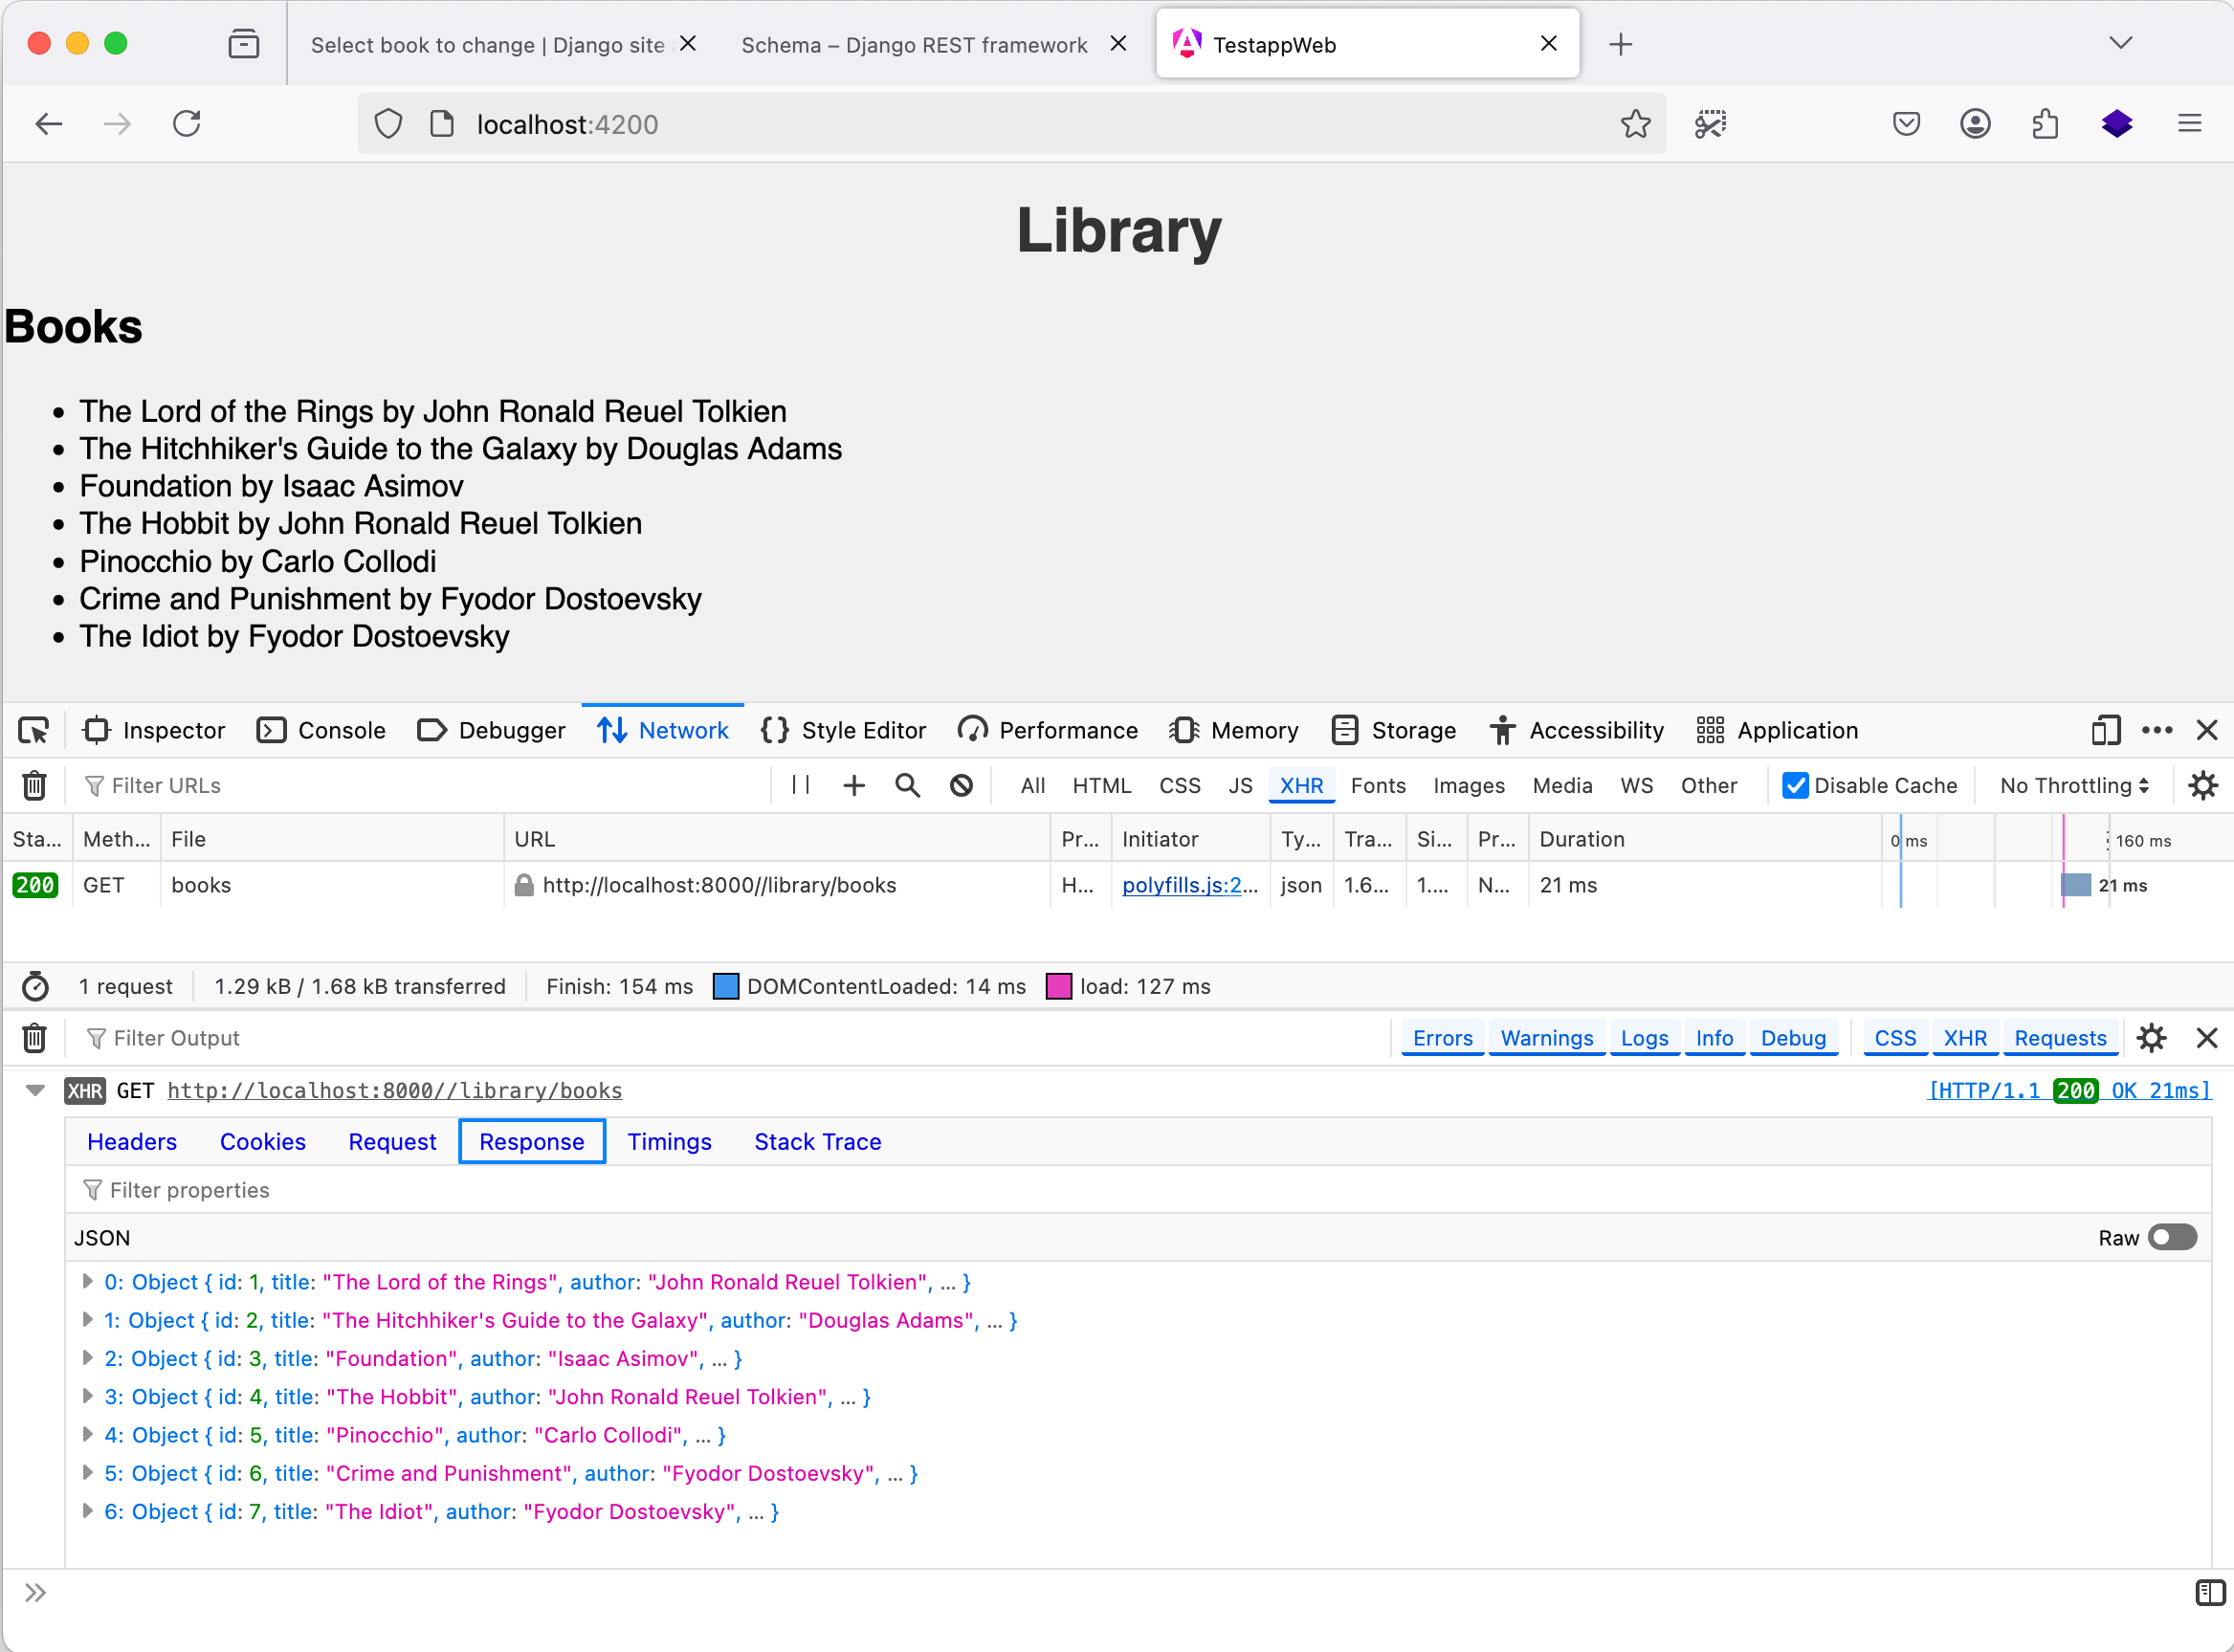 Select book to change | Django site a
Schema – Django REST framework
TestappWeb
localhost:4200
Library
Books
• The Lord of the Rings by John Ronald Reuel Tolkien
• The Hitchhiker's Guide to the Galaxy by Douglas Adams
• Foundation by Isaac Asimov
• The Hobbit by John Ronald Reuel Tolkien
• Pinocchio by Carlo Collodi
• Crime and Punishment by Fyodor Dostoevsky
• The Idiot by Fyodor Dostoevsky
Inspector Console Debugger Network Style Editor Performance Memory Storage Accessibility Application
Filter URLs All HTML CSS JS XHR Fonts Images Media WS Other Disable Cache No Throttling
Sta... Meth... File URL Pr... Initiator Ty... Tra... Si... Pr... Duration 0 ms 160 ms
200 GET books http://localhost:8000//library/books H... polyfills.js:2... json 1.6... 1.... N... 21 ms 21 ms
1 request 1.29 kB / 1.68 kB transferred Finish: 154 ms DOMContentLoaded: 14 ms load: 127 ms
Filter Output Errors Warnings Logs Info Debug CSS XHR Requests
XHR GET http://localhost:8000//library/books [HTTP/1.1 200 OK 21ms]
Headers Cookies Request Response Timings Stack Trace
Filter properties
JSON Raw
0: Object { id: 1, title: "The Lord of the Rings", author: "John Ronald Reuel Tolkien", ... }
1: Object { id: 2, title: "The Hitchhiker's Guide to the Galaxy", author: "Douglas Adams", ... }
2: Object { id: 3, title: "Foundation", author: "Isaac Asimov", ... }
3: Object { id: 4, title: "The Hobbit", author: "John Ronald Reuel Tolkien", ... }
4: Object { id: 5, title: "Pinocchio", author: "Carlo Collodi", ... }
5: Object { id: 6, title: "Crime and Punishment", author: "Fyodor Dostoevsky", ... }
6: Object { id: 7, title: "The Idiot", author: "Fyodor Dostoevsky", ... }